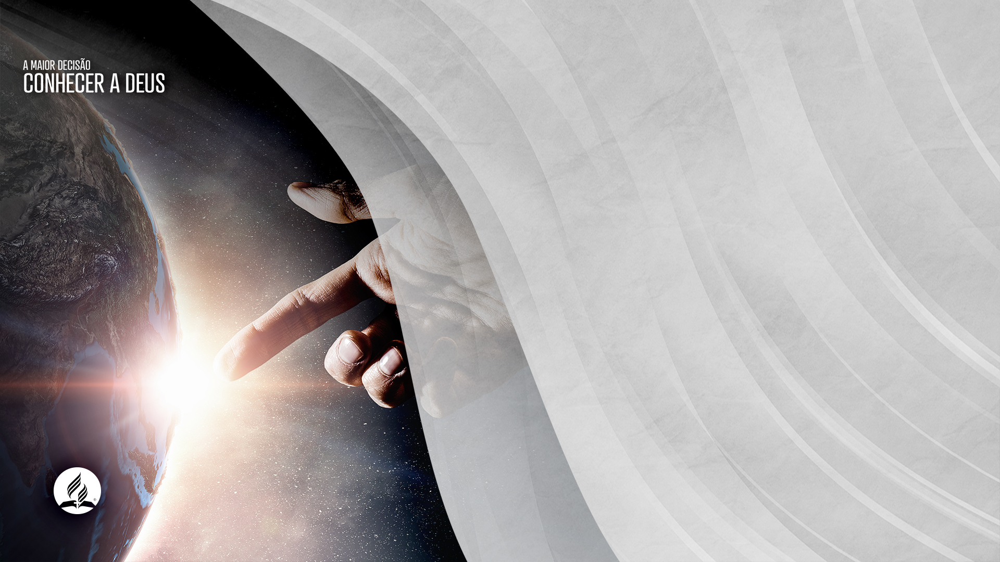 A MAIOR DECISÃO
CONHECER A DEUS
®